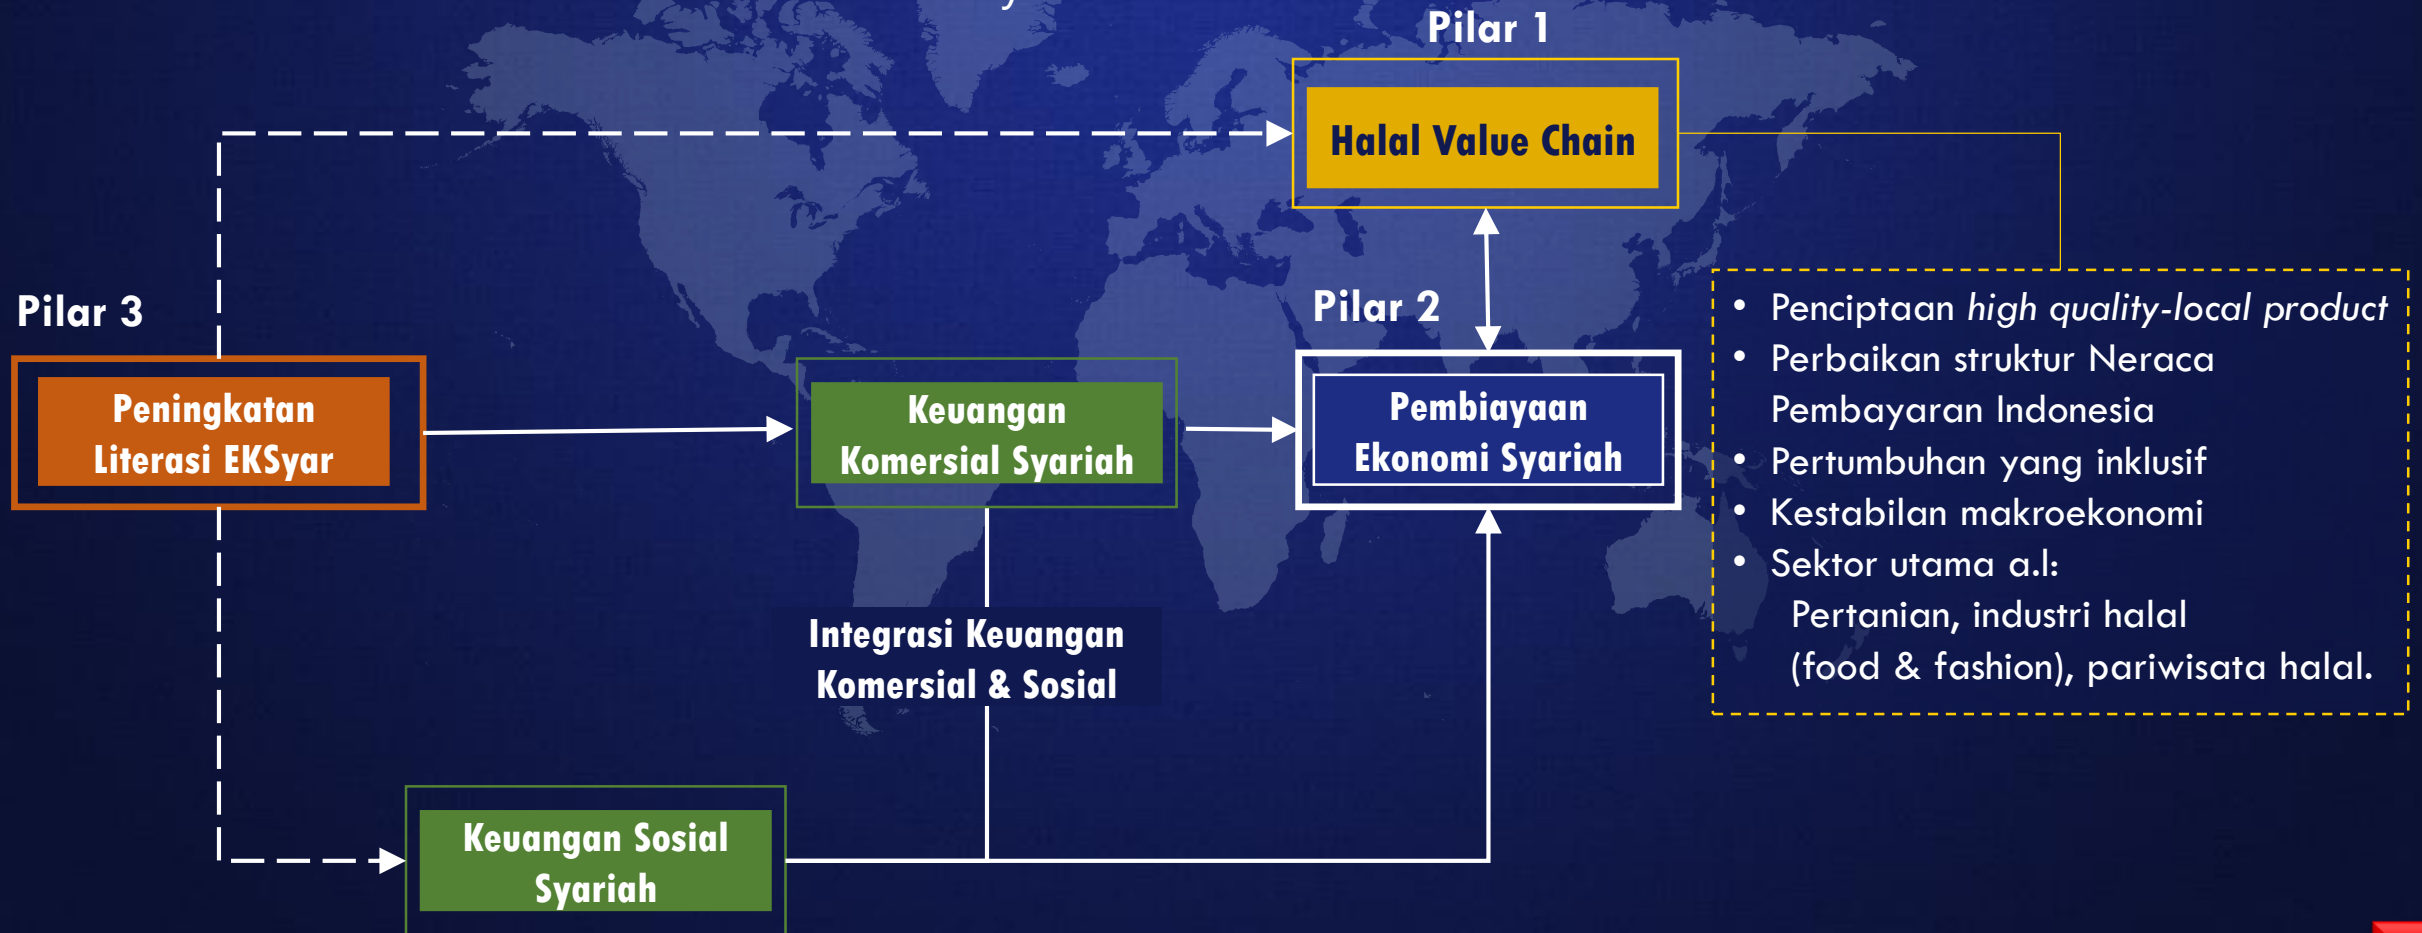 Pilar 1
Halal Value Chain
Pilar 3
Peningkatan
Literasi EKSyar
Keuangan
Komersial Syariah
Pilar 2
Pembiayaan
Ekonomi Syariah
• Penciptaan high quality-local product
• Perbaikan struktur Neraca
Pembayaran Indonesia
• Pertumbuhan yang inklusif
• Kestabilan makroekonomi
• Sektor utama a.l:
Pertanian, industri halal
(food & fashion), pariwisata halal.
Integrasi Keuangan
Komersial & Sosial
Keuangan Sosial
Syariah